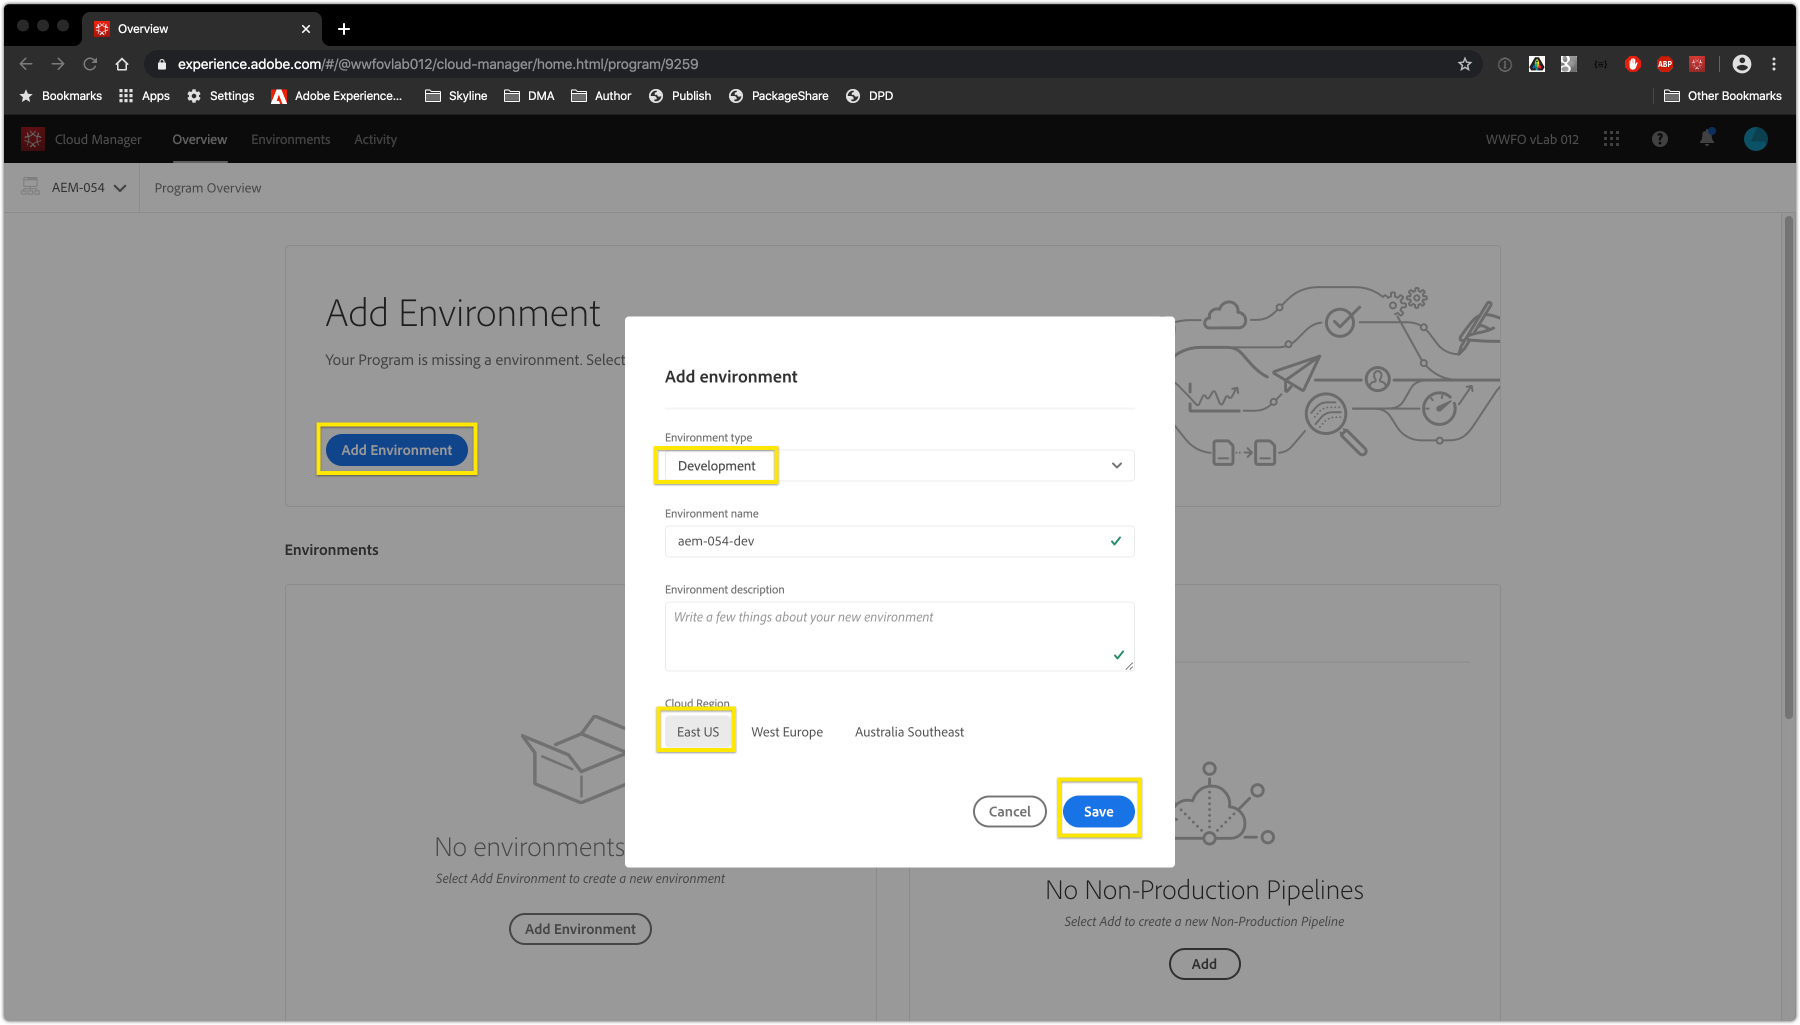 Overview
experience.adobe.com/#/@wwfovlab012/cloud-manager/home.html/program/9259
Bookmarks Apps Settings Adobe Experience... Skyline DMA Author Publish PackageShare DPD Other Bookmarks
ABP
Cloud Manager Overview Environments Activity WWFO vLab 012
AEM-054 Program Overview
Add Environment
Your Program is missing a environment. Select
Add Environment
Environments
No environments
Select Add Environment to create a new environment
Add Environment
Add environment
Environment type
Development
Environment name
aem-054-dev
Environment description
Write a few things about your new environment
Cloud Region
East US West Europe Australia Southeast
Cancel Save
No Non-Production Pipelines
Select Add to create a new Non-Production Pipeline
Add